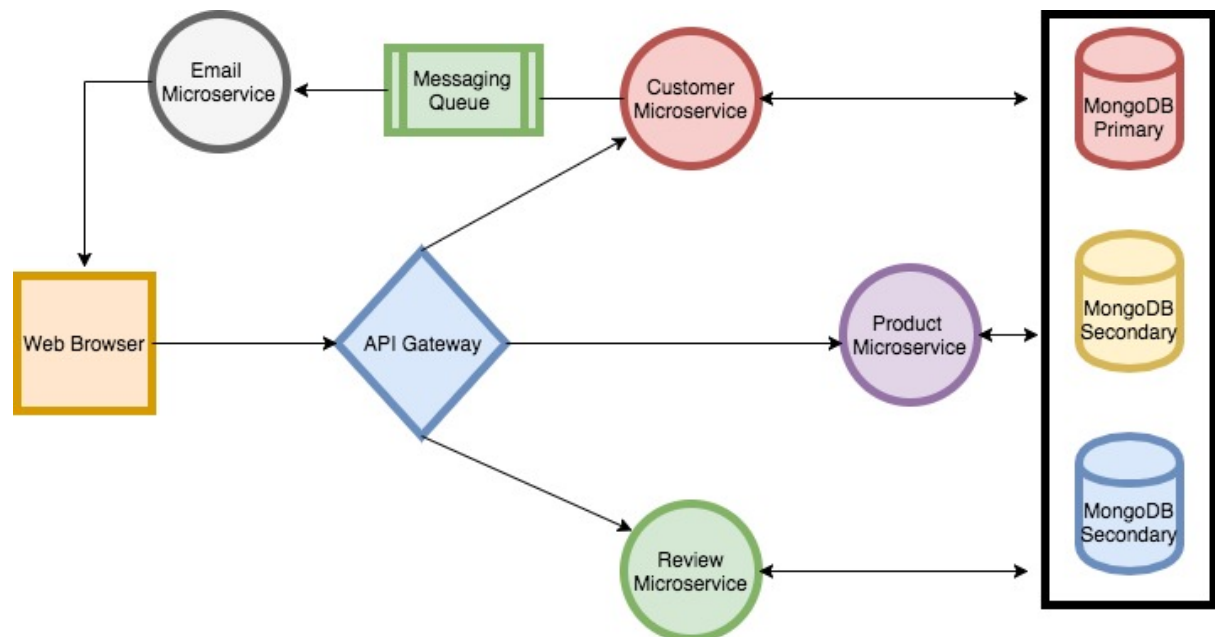 Email
Microservice
Messaging
Queue
Customer
Microservice
MongoDB
Primary
Web Browser
API Gateway
Product
Microservice
MongoDB
Secondary
Review
Microservice
MongoDB
Secondary